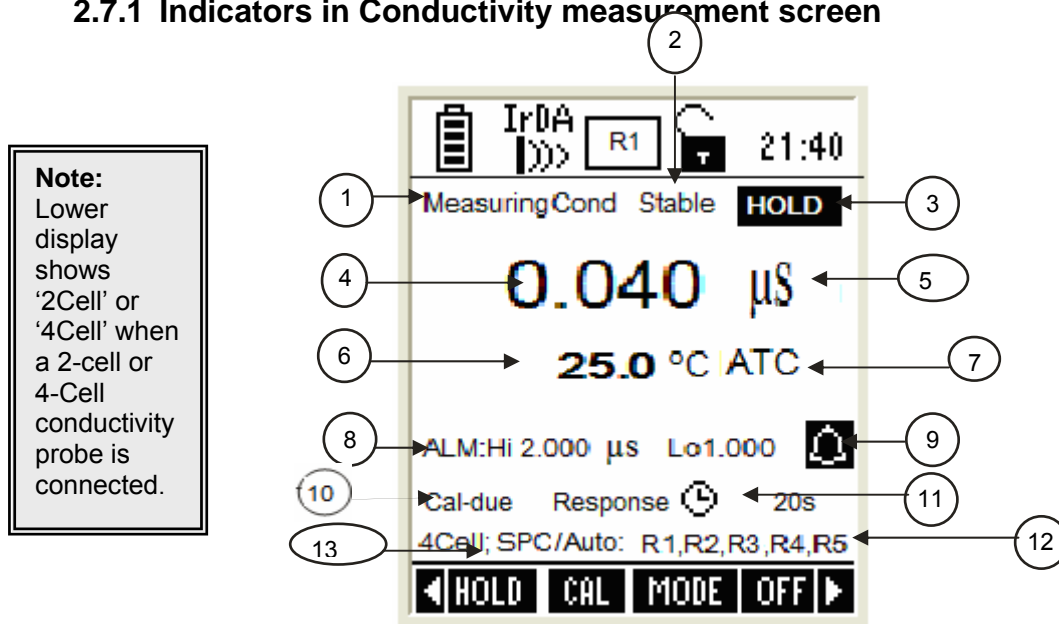 2.7.1 Indicators in Conductivity measurement screen
2
IrDA R1 21:40
1 MeasuringCond Stable HOLD 3
4 0.040 µS 5
6 25.0 °C ATC 7
8 ALM:Hi 2.000 µs Lo1.000 9
10 Cal-due Response 20s 11
13 4Cell; SPC/Auto: R1,R2,R3,R4,R5 12
HOLD CAL MODE OFF
Note:
Lower
display
shows
‘2Cell’ or
‘4Cell’ when
a 2-cell or
4-Cell
conductivity
probe is
connected.